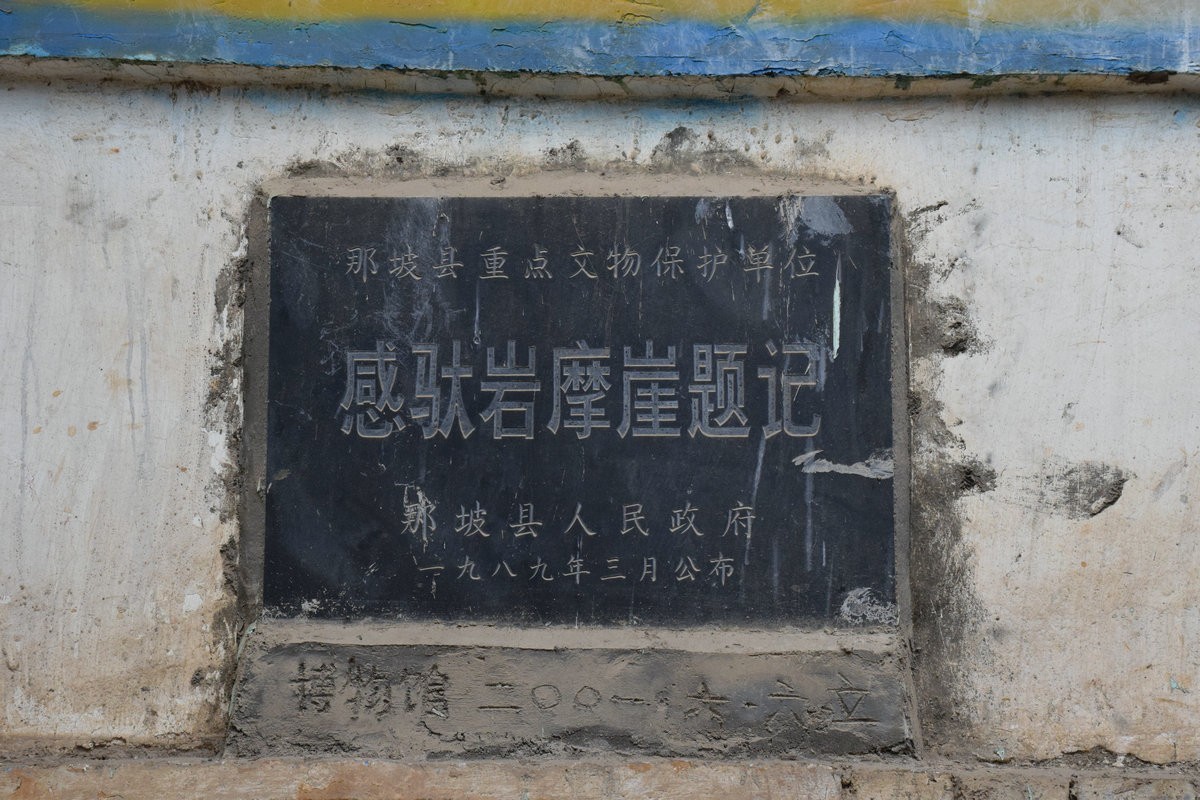 那坡县重点文物保护单位
感驮岩摩崖题记
那坡县人民政府
一九八九年三月公布
博物馆 二〇〇一·六·六立